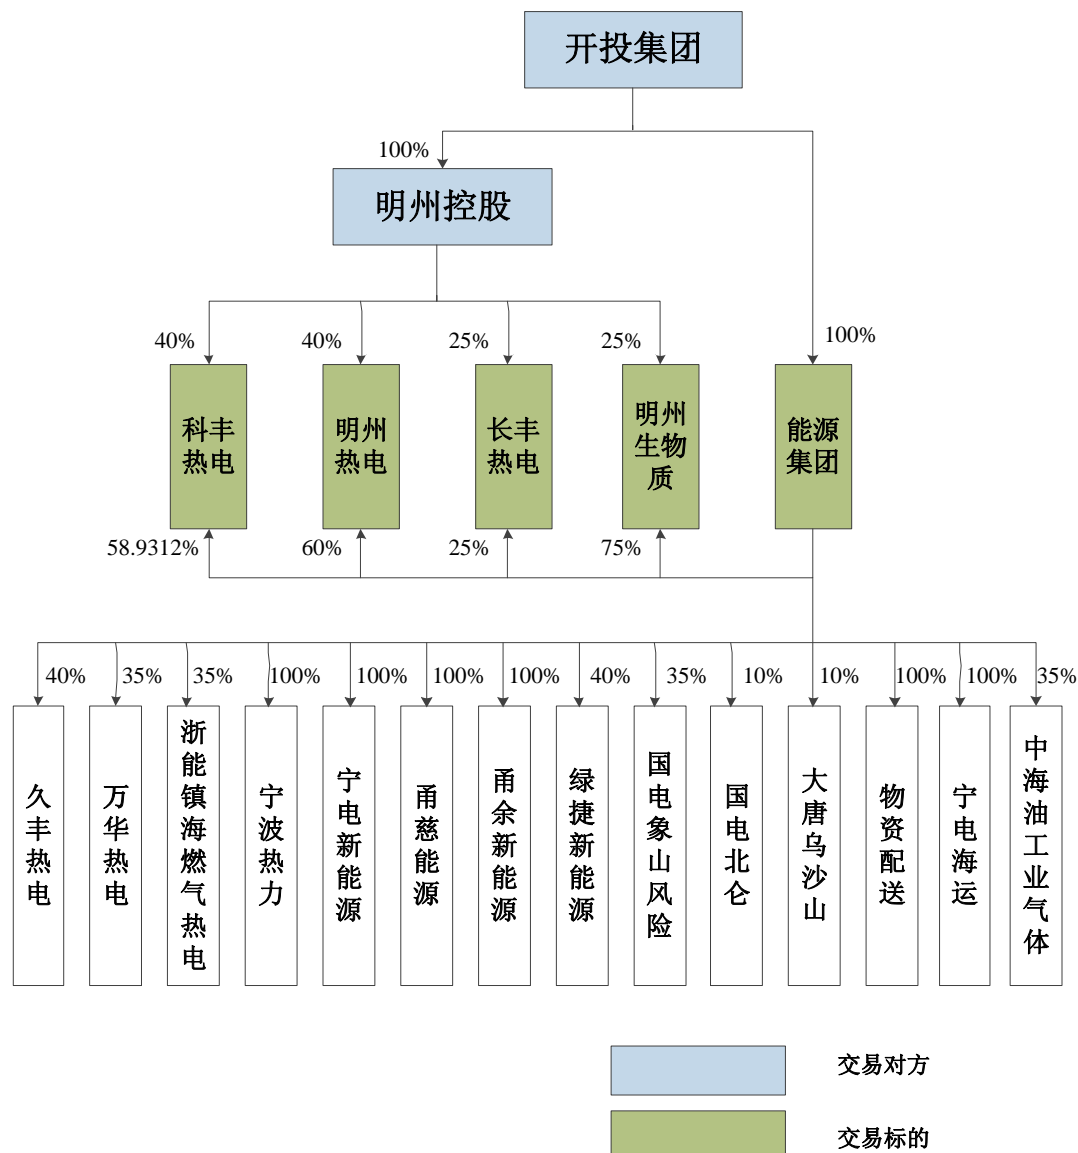 开投集团
100%
明州控股
40%
40%
25%
25%
100%
科丰
热电
明州
热电
长丰
热电
明州
生物
质
能源
集团
58.9312%
60%
25%
75%
40%
35%
35%
100%
100%
100%
100%
40%
35%
10%
10%
100%
100%
35%
久丰热电
万华热电
浙能镇海燃气热电
宁波热力
宁电新能源
甬慈能源
甬余新能源
绿捷新能源
国电象山风险
国电北仑
大唐乌沙山
物资配送
宁电海运
中海油工业气体
交易对方
交易标的